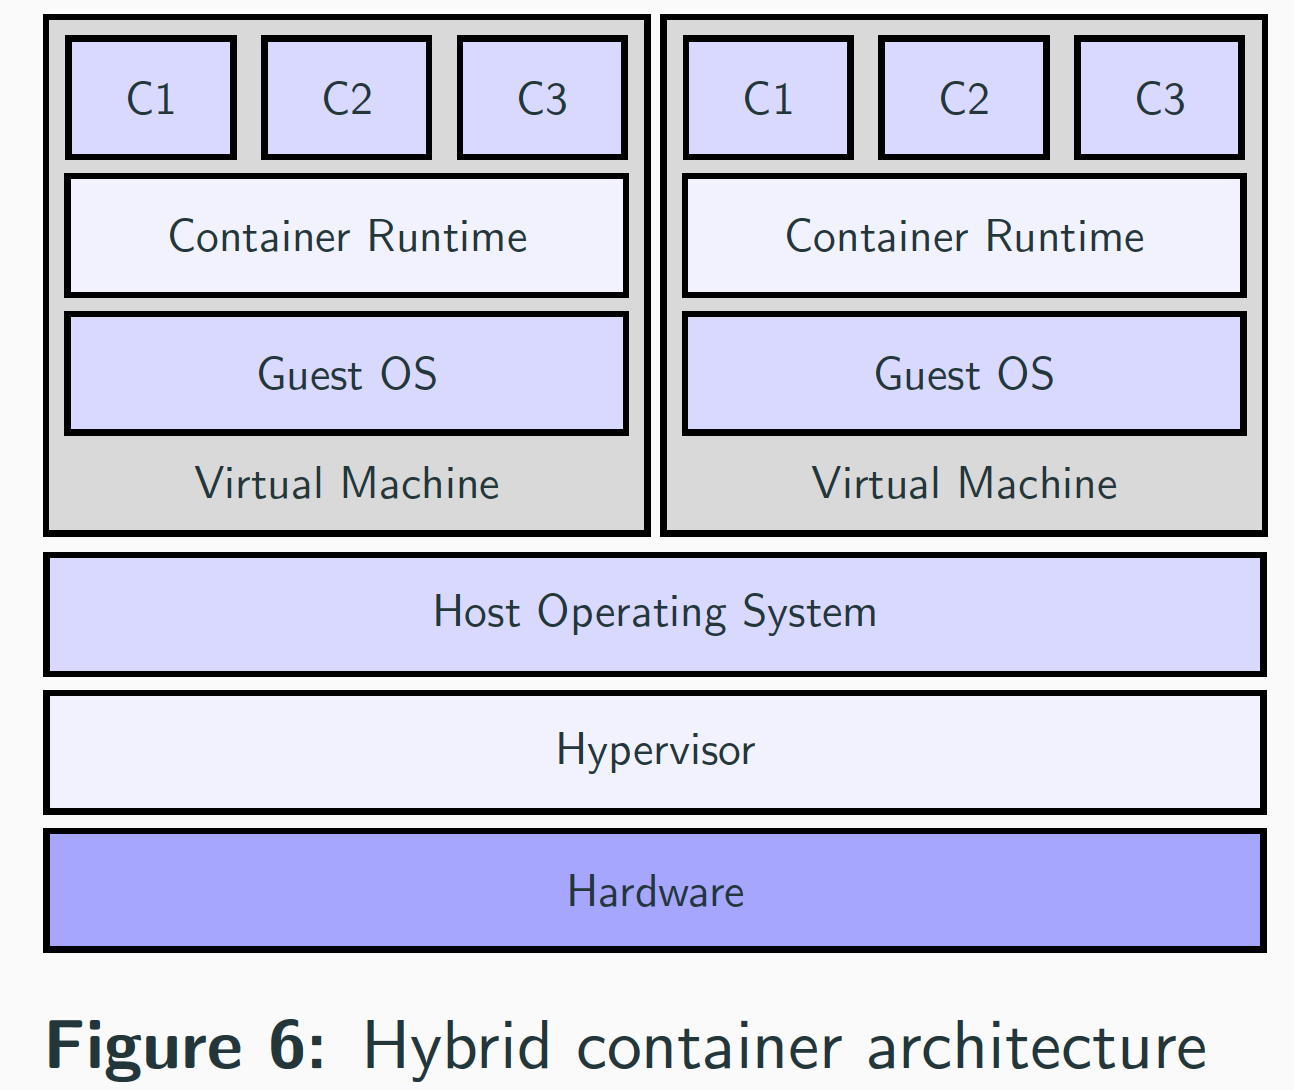 C1 C2 C3 C1 C2 C3
Container Runtime Container Runtime
Guest OS Guest OS
Virtual Machine Virtual Machine
Host Operating System
Hypervisor
Hardware
Figure 6: Hybrid container architecture